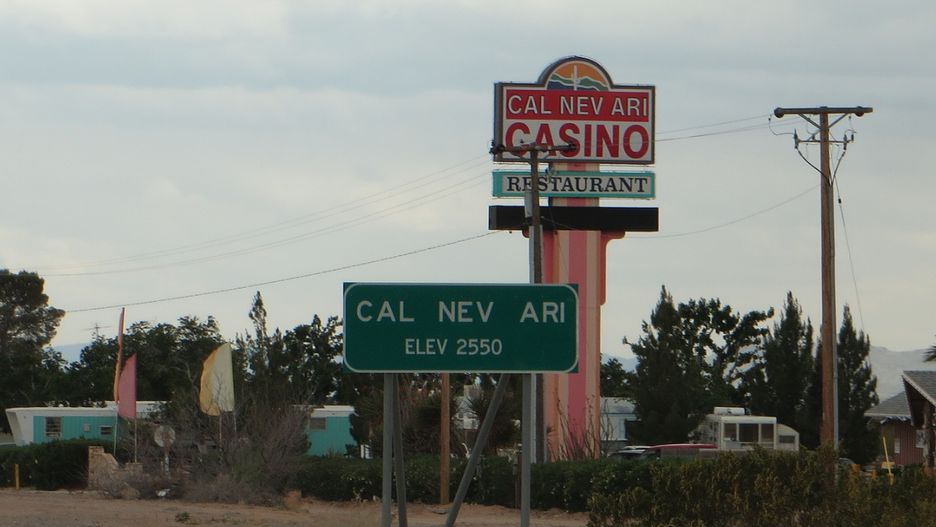 CAL NEV ARI
CASINO
RESTAURANT
CAL NEV ARI
ELEV 2550